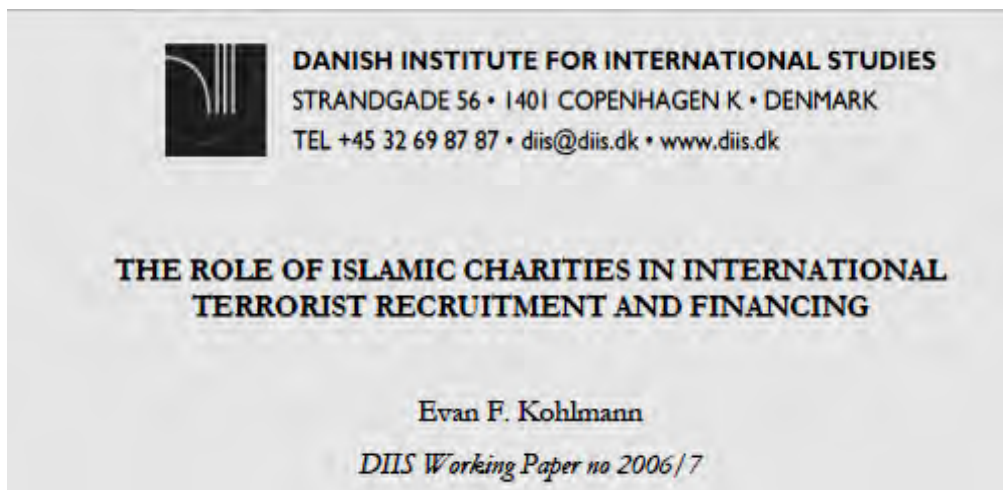 DANISH INSTITUTE FOR INTERNATIONAL STUDIES
STRANDGADE 56 • 1401 COPENHAGEN K • DENMARK
TEL +45 32 69 87 87 • diis@diis.dk • www.diis.dk
THE ROLE OF ISLAMIC CHARITIES IN INTERNATIONAL
TERRORIST RECRUITMENT AND FINANCING
Evan F. Kohlmann
DIIS Working Paper no 2006/7